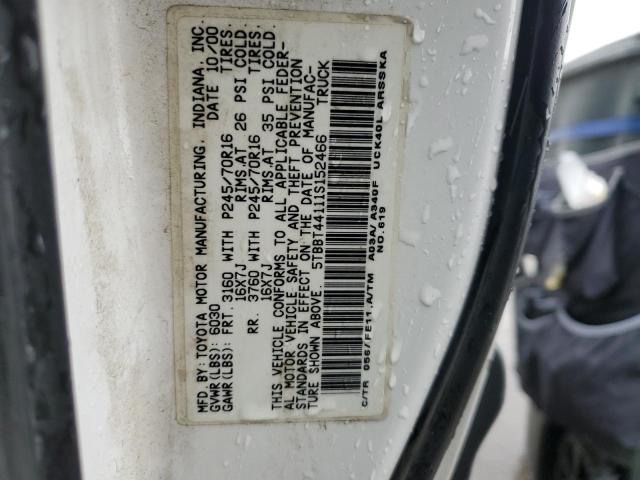 MFD. BY: TOYOTA MOTOR MANUFACTURING, INDIANA, INC.
GVWR(LBS): 6030 DATE 10/00
GAWR(LBS): FRT. 3160 WITH P245/70R16 TIRES.
16X7J RIMS.AT 26 PSI COLD.
RR. 3760 WITH P245/70R16 TIRES.
16X7J RIMS.AT 35 PSI COLD.
THIS VEHICLE CONFORMS TO ALL APPLICABLE FEDER-
AL MOTOR VEHICLE SAFETY AND THEFT PREVENTION
STANDARDS IN EFFECT ON THE DATE OF MANUFAC-
TURE SHOWN ABOVE. 5TBBT44111S152466 TRUCK
C/TR 056/FE11.A/TM A03A/A340F UCK40L ARSSKA
NO.619